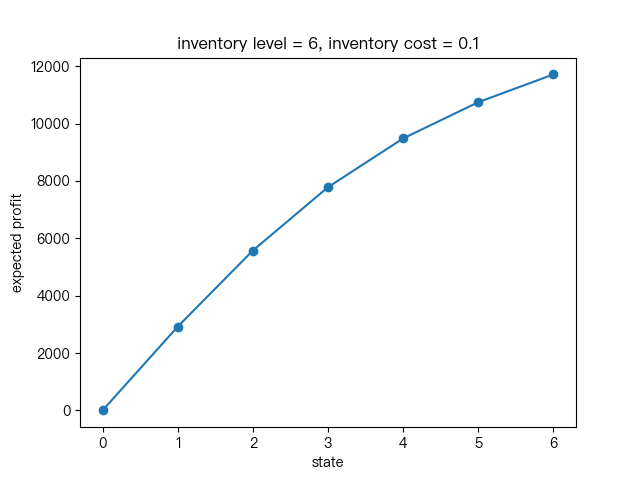 inventory level = 6, inventory cost = 0.1
12000
10000
8000
6000
4000
2000
0
expected profit
0 1 2 3 4 5 6
state